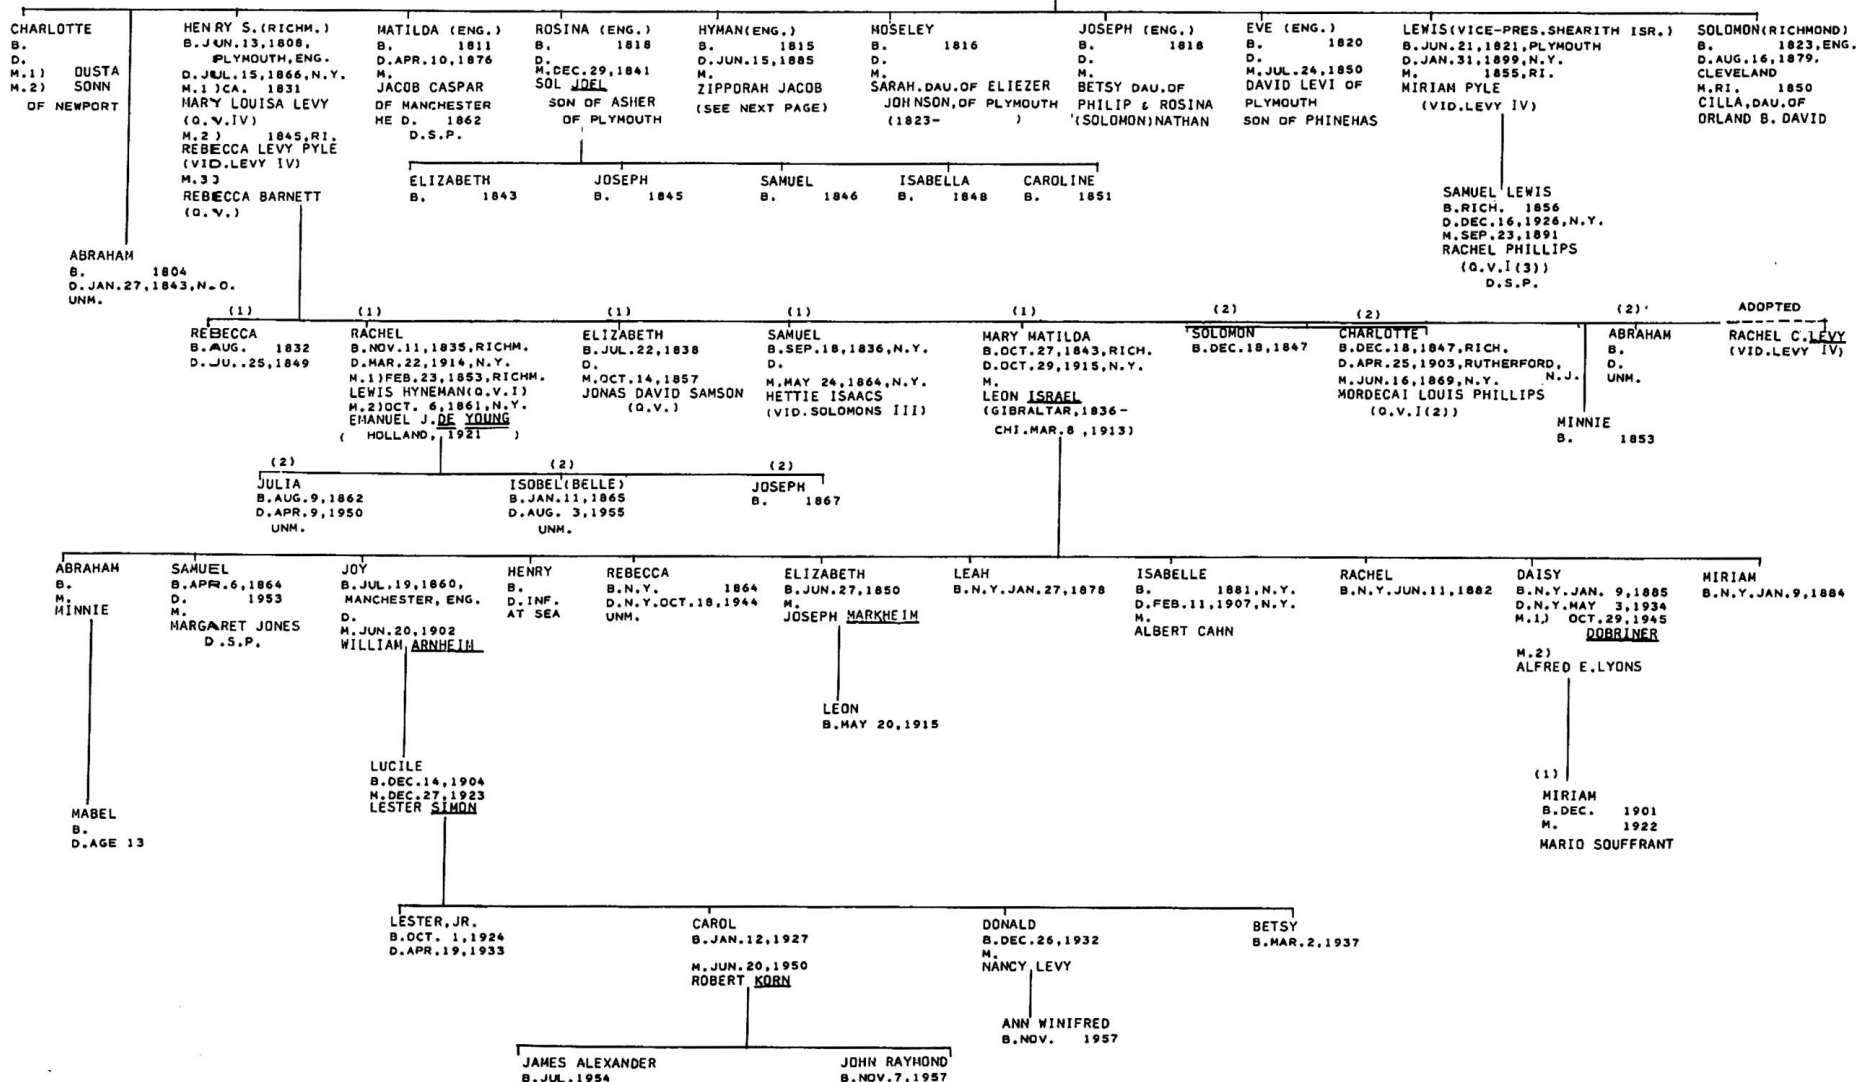 CHARLOTTE
B.
D.
M.1) OUSTA
M.2) SONN
OF NEWPORT
HENRY S.(RICHM.)
B.JUN.13,1808,
PLYMOUTH,ENG.
D.JUL.15,1866,N.Y.
M.1)CA. 1831
MARY LOUISA LEVY
(Q.V.IV)
M.2) 1845,RI.
REBECCA LEVY PYLE
(VID.LEVY IV)
M.3)
REBECCA BARNETT
(Q.V.)
MATILDA (ENG.)
B. 1811
D.APR.10,1876
M.
JACOB CASPAR
OF MANCHESTER
HE D. 1862
D.S.P.
ROSINA (ENG.)
B. 1818
D.
M.DEC.29,1841
SOL JOEL
SON OF ASHER
OF PLYMOUTH
HYMAN(ENG.)
B. 1815
D.JUN.15,1885
M.
ZIPPORAH JACOB
(SEE NEXT PAGE)
MOSELEY
B. 1816
D.
M.
SARAH.DAU.OF ELIEZER
JOHNSON,OF PLYMOUTH
(1823- )
JOSEPH (ENG.)
B. 1818
D.
M.
BETSY DAU.OF
PHILIP & ROSINA
(SOLOMON)NATHAN
EVE (ENG.)
B. 1820
D.
M.JUL.24,1850
DAVID LEVI OF
PLYMOUTH
SON OF PHINEHAS
LEWIS(VICE-PRES.SHEARITH ISR.)
B.JUN.21,1821,PLYMOUTH
D.JAN.31,1899,N.Y.
M. 1855,RI.
MIRIAM PYLE
(VID.LEVY IV)
SOLOMON(RICHMOND)
B. 1823,ENG.
D.AUG.16,1879.
CLEVELAND
M.RI. 1850
CILLA,DAU.OF
ORLAND B.DAVID
ELIZABETH
B. 1843
JOSEPH
B. 1845
SAMUEL
B. 1846
ISABELLA
B. 1848
CAROLINE
B. 1851
SAMUEL LEWIS
B.RICH. 1856
D.DEC.16,1926,N.Y.
M.SEP.23,1891
RACHEL PHILLIPS
(Q.V.I(3))
D.S.P.
ABRAHAM
B. 1804
D.JAN.27,1843,N.O.
UNM.
(1)
REBECCA
B.AUG. 1832
D.JU..25,1849
(1)
RACHEL
B.NOV.11,1835,RICHM.
D.MAR.22,1914,N.Y.
M.1)FEB.23,1853,RICHM.
LEWIS HYNEMAN(Q.V.I)
M.2)OCT. 6,1861,N.Y.
EMANUEL J.DE YOUNG
( HOLLAND, 1921 )
(1)
ELIZABETH
B.JUL.22,1838
D.
M.OCT.14,1857
JONAS DAVID SAMSON
(Q.V.)
(1)
SAMUEL
B.SEP.18,1836,N.Y.
D.
M.MAY 24,1864,N.Y.
HETTIE ISAACS
(VID.SOLOMONS III)
(1)
MARY MATILDA
B.OCT.27,1843,RICH.
D.OCT.29,1915,N.Y.
M.
LEON ISRAEL
(GIBRALTAR,1836-
CHI.MAR.8,1913)
(2)
SOLOMON
B.DEC.18,1847
(2)
CHARLOTTE
B.DEC.18,1847,RICH.
D.APR.25,1903,RUTHERFORD,
N.J.
M.JUN.16,1869,N.Y.
MORDECAI LOUIS PHILLIPS
(Q.V.I(2))
MINNIE
B. 1853
(2)
ABRAHAM
B.
D.
UNM.
ADOPTED
RACHEL C.LEVY
(VID.LEVY IV)
(2)
JULIA
B.AUG.9,1862
D.APR.9,1950
UNM.
(2)
ISOBEL(BELLE)
B.JAN.11,1865
D.AUG. 3,1955
UNM.
(2)
JOSEPH
B. 1867
ABRAHAM
B.
M.
MINNIE
SAMUEL
B.APR.6,1864
D. 1953
M.
MARGARET JONES
D.S.P.
JOY
B.JUL.19,1860,
MANCHESTER, ENG.
D.
M.JUN.20,1902
WILLIAM ARNHEIM
HENRY
B.
D.INF.
AT SEA
REBECCA
B.N.Y. 1864
D.N.Y.OCT.18,1944
UNM.
ELIZABETH
B.JUN.27,1850
M.
JOSEPH MARKHEIM
LEAH
B.N.Y.JAN.27,1878
ISABELLE
B. 1881,N.Y.
D.FEB.11,1907,N.Y.
M.
ALBERT CAHN
RACHEL
B.N.Y.JUN.11,1882
DAISY
B.N.Y.JAN. 9,1885
D.N.Y.MAY 3,1934
M.1) OCT.29,1945
DOBRINER
M.2)
ALFRED E.LYONS
MIRIAM
B.N.Y.JAN.9,1884
LEON
B.MAY 20,1915
LUCILE
B.DEC.14,1904
M.DEC.27,1923
LESTER SIMON
(1)
MIRIAM
B.DEC. 1901
M. 1922
MARIO SOUFFRANT
MABEL
B.
D.AGE 13
LESTER,JR.
B.OCT. 1,1924
D.APR.19,1933
CAROL
B.JAN.12,1927
M.JUN.20,1950
ROBERT KORN
DONALD
B.DEC.26,1932
M.
NANCY LEVY
BETSY
B.MAR.2,1937
ANN WINIFRED
B.NOV. 1957
JAMES ALEXANDER
B.JUL.1954
JOHN RAYMOND
B.NOV.7,1957